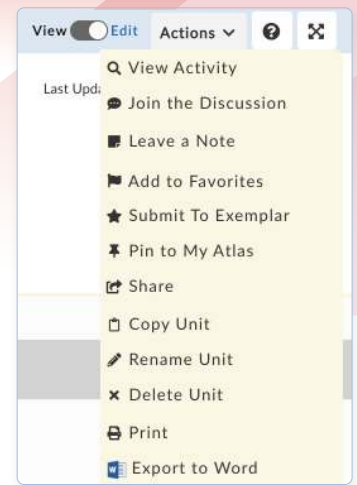 View Edit Actions ?
Last Upda
View Activity
Join the Discussion
Leave a Note
Add to Favorites
Submit To Exemplar
Pin to My Atlas
Share
Copy Unit
Rename Unit
Delete Unit
Print
Export to Word